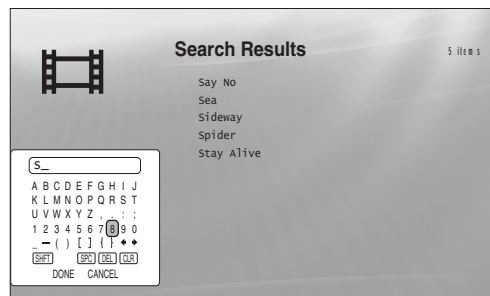 Search Results
5 items
Say No
Sea
Sideway
Spider
Stay Alive
S_
A B C D E F G H I J
K L M N O P Q R S T
U V W X Y Z , . : ;
1 2 3 4 5 6 7 8 9 0
_ – ( ) [ ] { }
SHFT SPC DEL CLR
DONE CANCEL